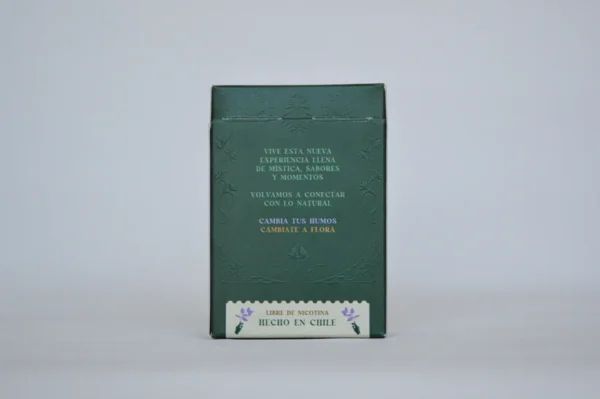 VIVE ESTA NUEVA
EXPERIENCIA LLENA
DE MÍSTICA, SABORES
Y MOMENTOS
VOLVAMOS A CONECTAR
CON LO NATURAL
CAMBIA TUS HUMOS
CÁMBIATE A FLORA
LIBRE DE NICOTINA
HECHO EN CHILE